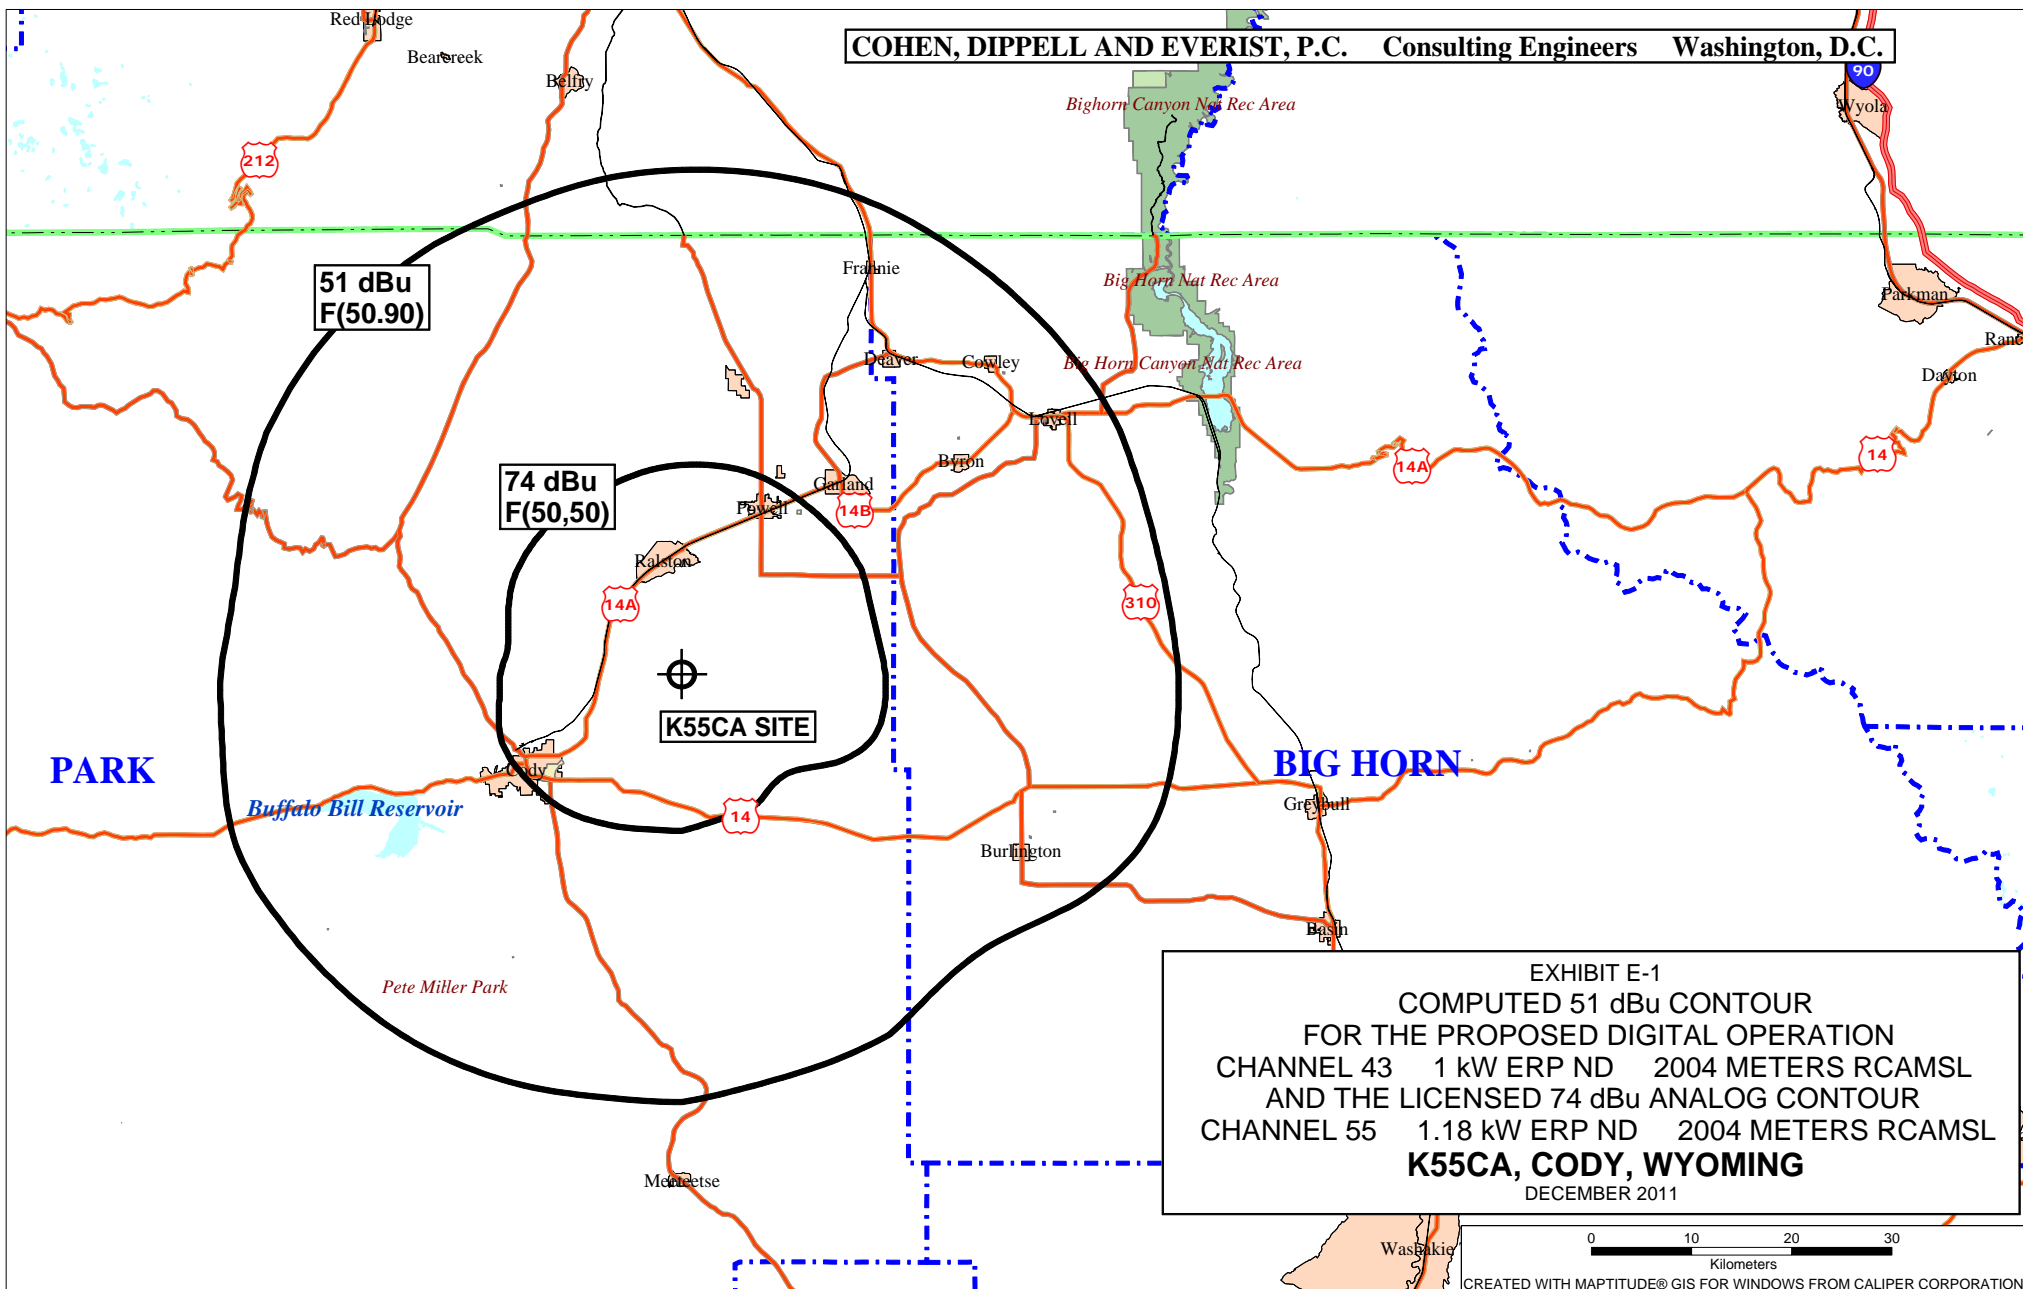 COHEN, DIPPELL AND EVERIST, P.C. Consulting Engineers Washington, D.C.
Red Lodge
Bearcreek
Belfry
Bighorn Canyon Nat Rec Area
90
Wyola
212
51 dBu
F(50.90)
Frannie
Big Horn Nat Rec Area
Parkman
Deaver
Cowley
Big Horn Canyon Nat Rec Area
Ranc
Dayton
Lovell
Byron
14A
14
74 dBu
F(50,50)
Garland
Powell
14B
Ralston
14A
310
K55CA SITE
PARK
Cody
BIG HORN
Buffalo Bill Reservoir
14
Greybull
Burlington
Basin
Pete Miller Park
EXHIBIT E-1
COMPUTED 51 dBu CONTOUR
FOR THE PROPOSED DIGITAL OPERATION
CHANNEL 43 1 kW ERP ND 2004 METERS RCAMSL
AND THE LICENSED 74 dBu ANALOG CONTOUR
CHANNEL 55 1.18 kW ERP ND 2004 METERS RCAMSL
K55CA, CODY, WYOMING
DECEMBER 2011
Meeteetse
Washakie
0 10 20 30
Kilometers
CREATED WITH MAPTITUDE® GIS FOR WINDOWS FROM CALIPER CORPORATION